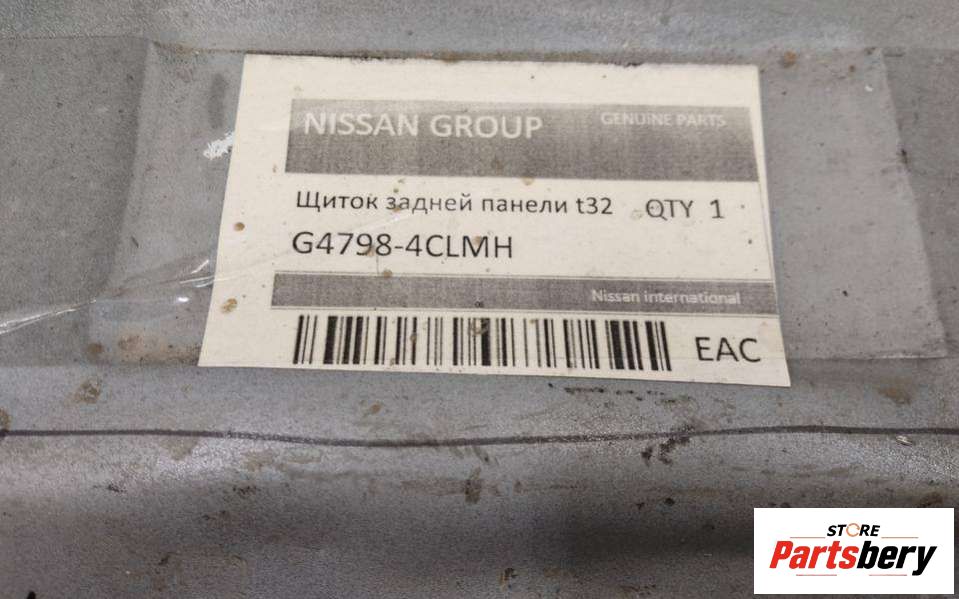 NISSAN GROUP GENUINE PARTS
Щиток задней панели t32 QTY 1
G4798-4CLMH
Nissan international
EAC
STORE
Partsbery